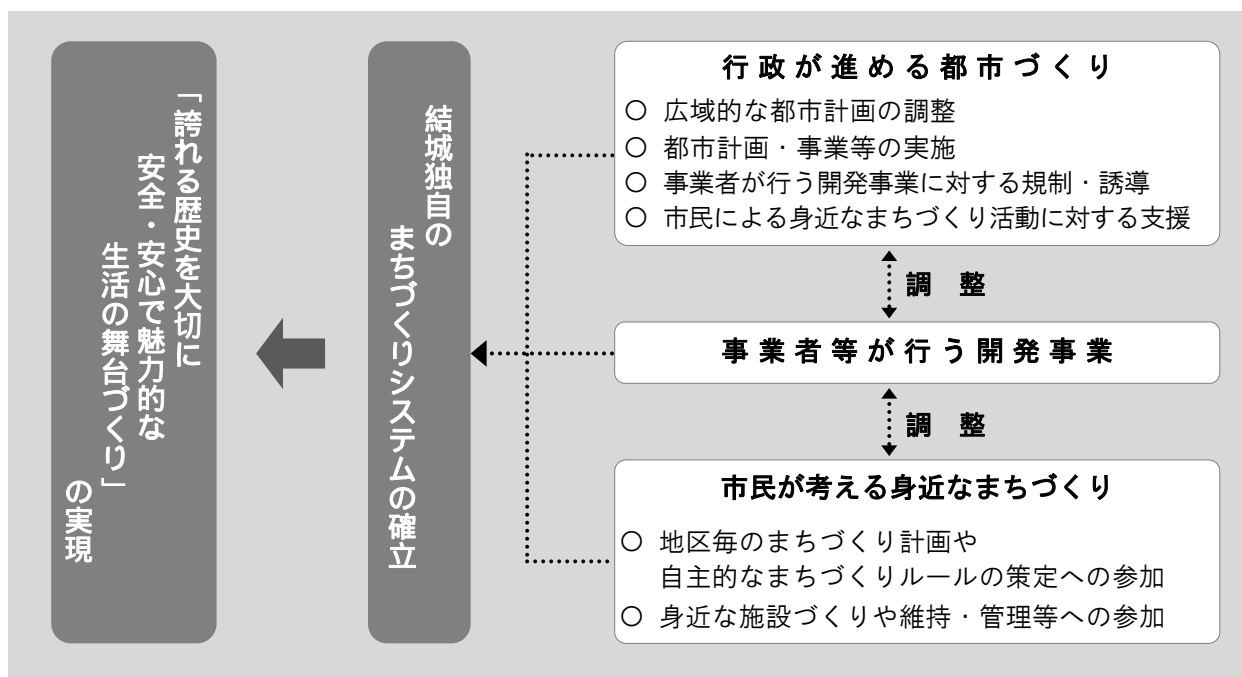 「誇れる歴史を大切に
安全・安心で魅力的な
生活の舞台づくり」
の実現
結城独自の
まちづくりシステムの確立
行政が進める都市づくり
○ 広域的な都市計画の調整
○ 都市計画・事業等の実施
○ 事業者が行う開発事業に対する規制・誘導
○ 市民による身近なまちづくり活動に対する支援
調 整
事業者等が行う開発事業
調 整
市民が考える身近なまちづくり
○ 地区毎のまちづくり計画や
自主的なまちづくりルールの策定への参加
○ 身近な施設づくりや維持・管理等への参加